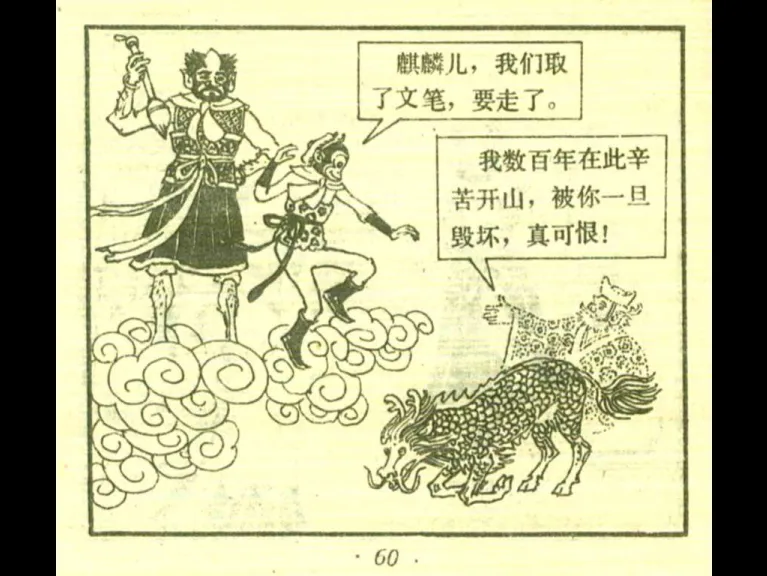 麒麟儿，我们取
了文笔，要走了。
我数百年在此辛
苦开山，被你一旦
毁坏，真可恨！
· 60 ·